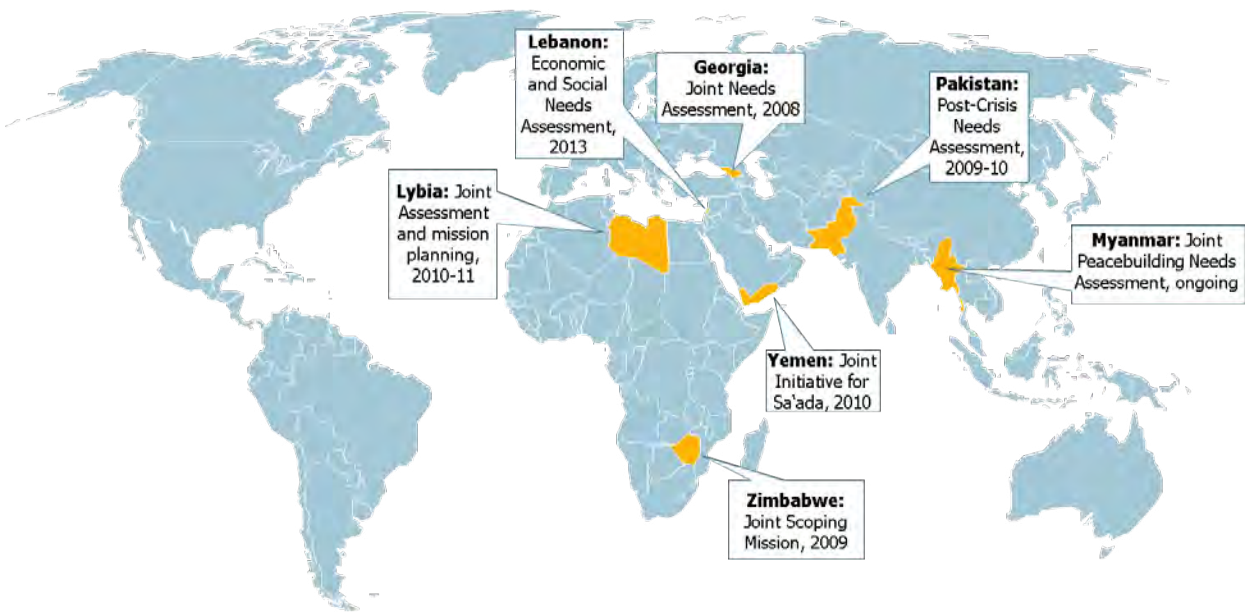 Lebanon:
Economic
and Social
Needs
Assessment,
2013
Georgia:
Joint Needs
Assessment, 2008
Pakistan:
Post-Crisis
Needs
Assessment,
2009-10
Lybia: Joint
Assessment
and mission
planning,
2010-11
Myanmar: Joint
Peacebuilding Needs
Assessment, ongoing
Yemen: Joint
Initiative for
Sa'ada, 2010
Zimbabwe:
Joint Scoping
Mission, 2009